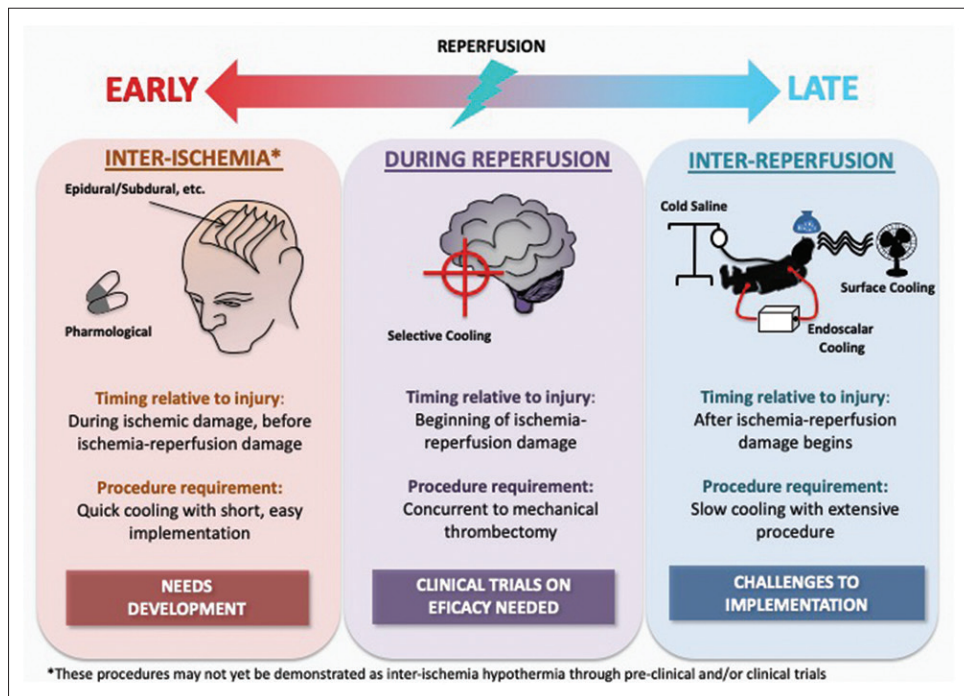 REPERFUSION
EARLY
LATE
INTER-ISCHEMIA*
Epidural/Subdural, etc.
Pharmological
Timing relative to injury:
During ischemic damage, before
ischemia-reperfusion damage
Procedure requirement:
Quick cooling with short, easy
implementation
NEEDS
DEVELOPMENT
DURING REPERFUSION
Selective Cooling
Timing relative to injury:
Beginning of ischemia-
reperfusion damage
Procedure requirement:
Concurrent to mechanical
thrombectomy
CLINICAL TRIALS ON
EFICACY NEEDED
INTER-REPERFUSION
Cold Saline
Surface Cooling
Endoscalar
Cooling
Timing relative to injury:
After ischemia-reperfusion
damage begins
Procedure requirement:
Slow cooling with extensive
procedure
CHALLENGES TO
IMPLEMENTATION
*These procedures may not yet be demonstrated as inter-ischemia hypothermia through pre-clinical and/or clinical trials